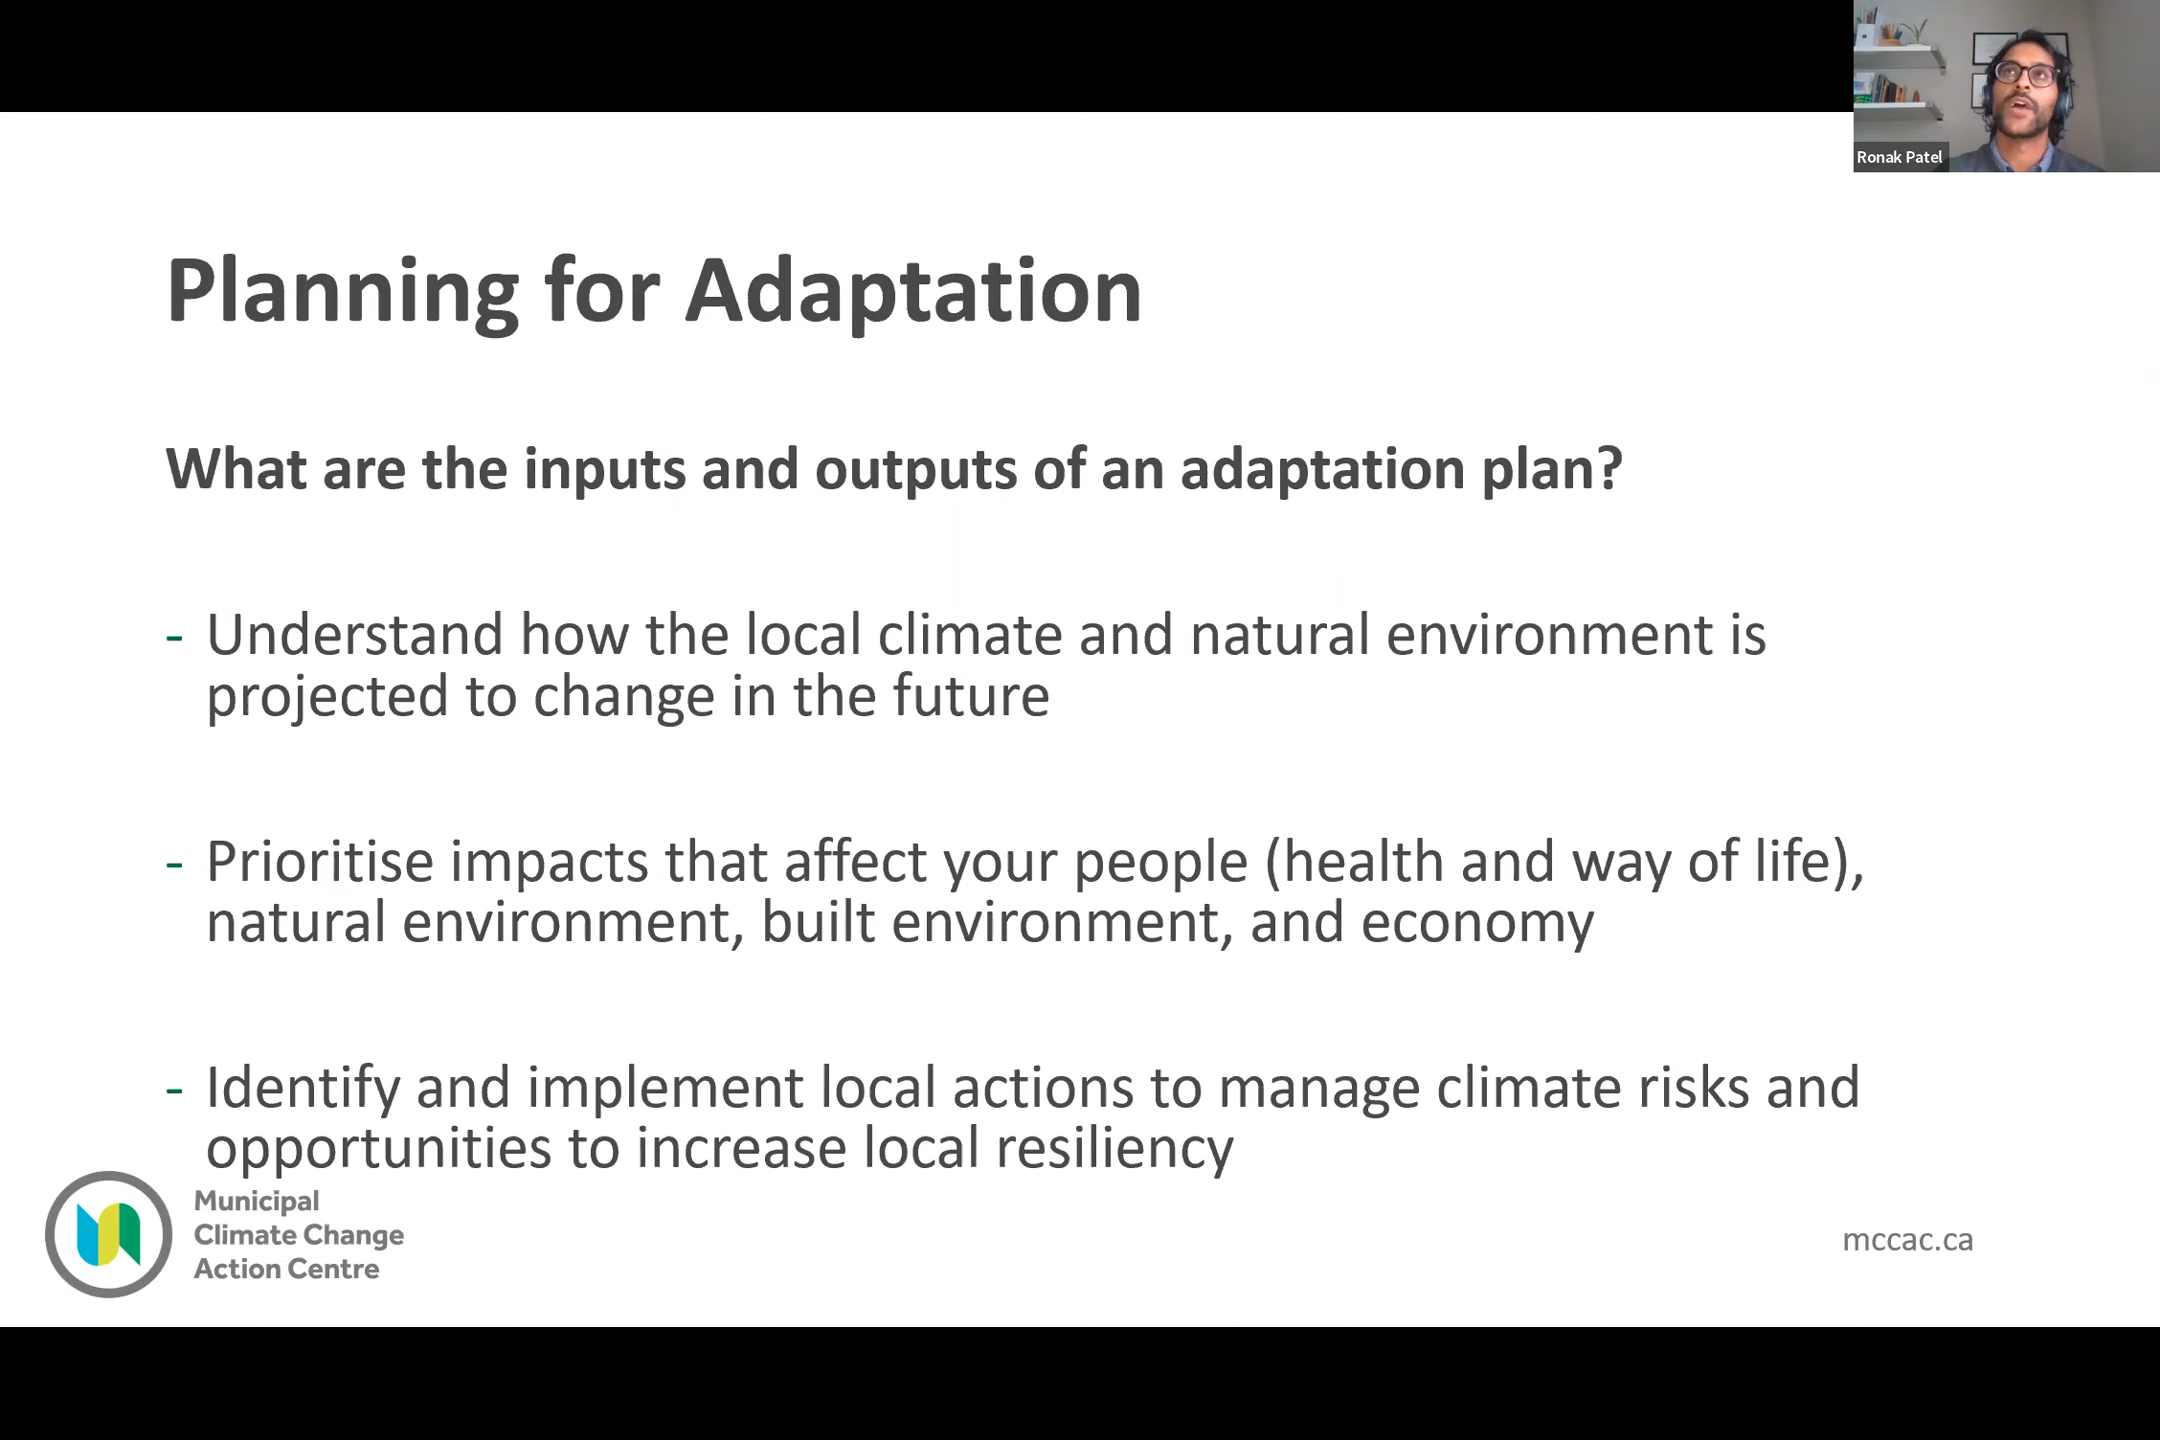 Ronak Patel
Planning for Adaptation
What are the inputs and outputs of an adaptation plan?
- Understand how the local climate and natural environment is
projected to change in the future
- Prioritise impacts that affect your people (health and way of life),
natural environment, built environment, and economy
- Identify and implement local actions to manage climate risks and
opportunities to increase local resiliency
Municipal
Climate Change
Action Centre
mccac.ca